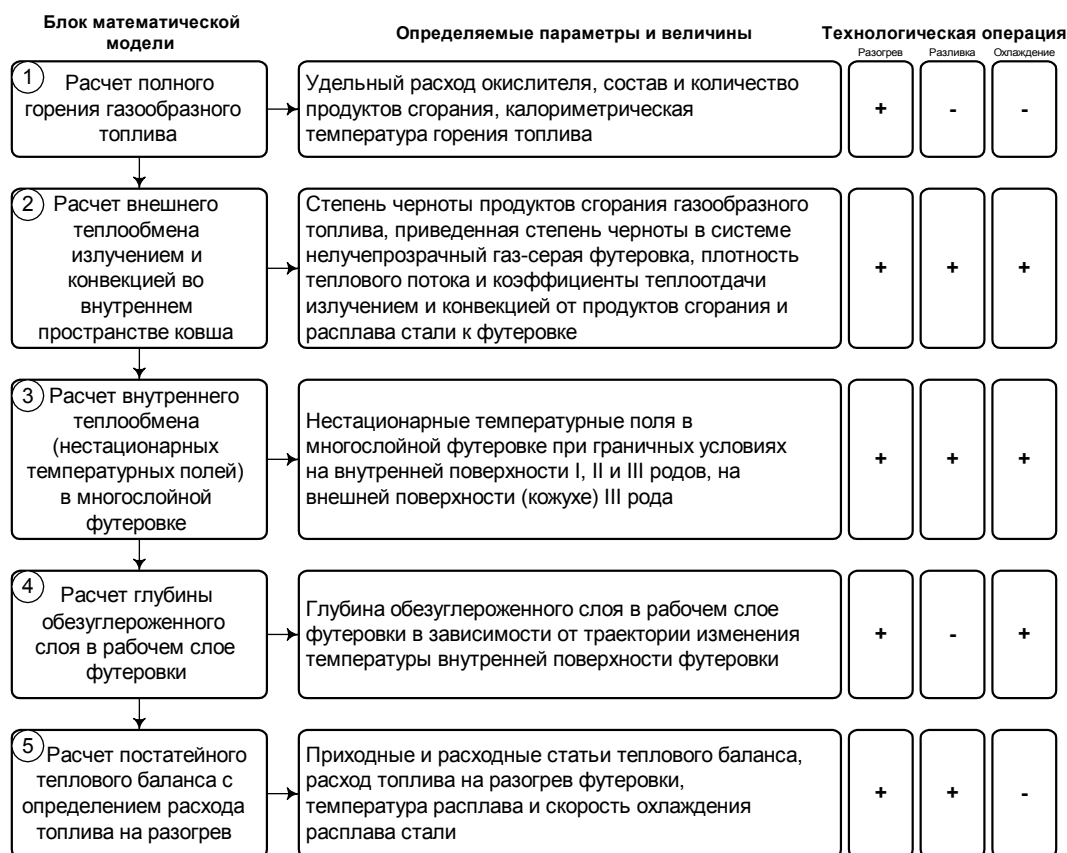 Блок математической
модели
Определяемые параметры и величины
Технологическая операция
Разогрев
Разливка
Охлаждение
1
Расчет полного
горения газообразного
топлива
Удельный расход окислителя, состав и количество
продуктов сгорания, калориметрическая
температура горения топлива
+
-
-
2
Расчет внешнего
теплообмена
излучением и
конвекцией во
внутреннем
пространстве ковша
Степень черноты продуктов сгорания газообразного
топлива, приведенная степень черноты в системе
нелучепрозрачный газ-серая футеровка, плотность
теплового потока и коэффициенты теплоотдачи
излучением и конвекцией от продуктов сгорания и
расплава стали к футеровке
+
+
+
3
Расчет внутреннего
теплообмена
(нестационарных
температурных полей)
в многослойной
футеровке
Нестационарные температурные поля в
многослойной футеровке при граничных условиях
на внутренней поверхности I, II и III родов, на
внешней поверхности (кожухе) III рода
+
+
+
4
Расчет глубины
обезуглероженного
слоя в рабочем слое
футеровки
Глубина обезуглероженного слоя в рабочем слое
футеровки в зависимости от траектории изменения
температуры внутренней поверхности футеровки
+
-
+
5
Расчет постатейного
теплового баланса с
определением расхода
топлива на разогрев
Приходные и расходные статьи теплового баланса,
расход топлива на разогрев футеровки,
температура расплава и скорость охлаждения
расплава стали
+
+
-